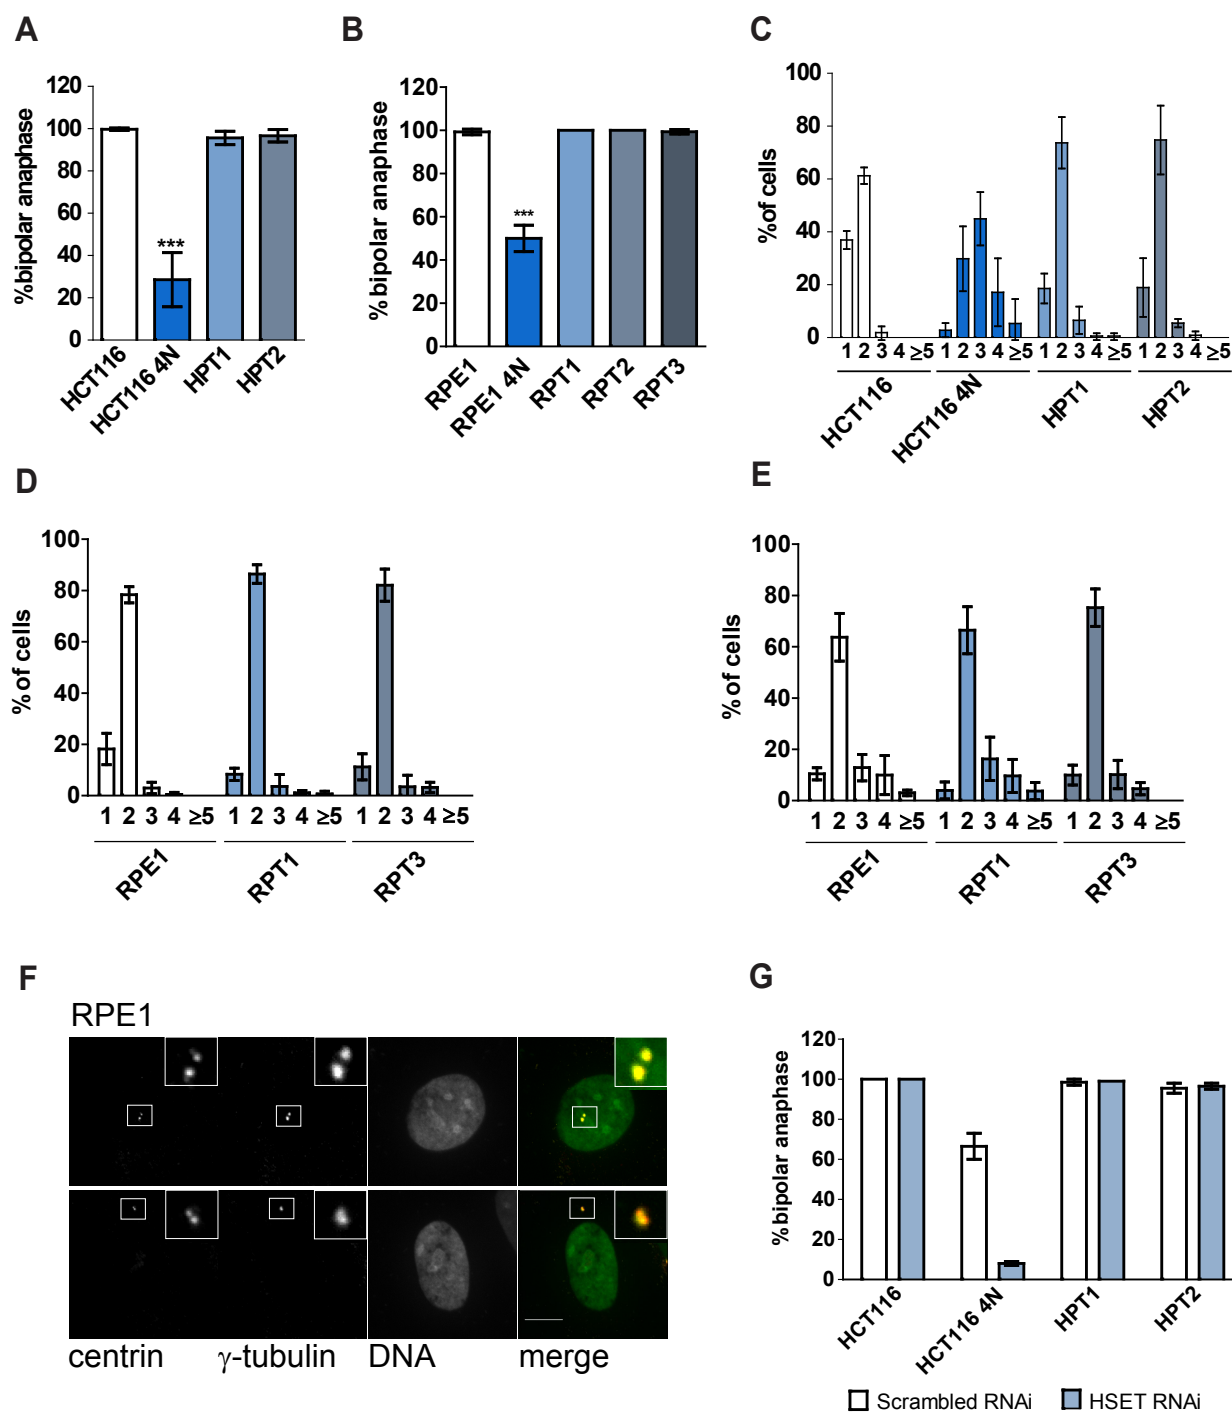 A
%bipolar anaphase
120
100
80
60
40
20
0
***
HCT116
HCT116 4N
HPT1
HPT2
B
% bipolar anaphase
120
100
80
60
40
20
0
***
RPE1
RPE1 4N
RPT1
RPT2
RPT3
C
% of cells
100
80
60
40
20
0
1 2 3 4 ≥5 1 2 3 4 ≥5 1 2 3 4 ≥5 1 2 3 4 ≥5
HCT116
HCT116 4N
HPT1
HPT2
D
% of cells
100
80
60
40
20
0
1 2 3 4 ≥5 1 2 3 4 ≥5 1 2 3 4 ≥5
RPE1
RPT1
RPT3
E
% of cells
100
80
60
40
20
0
1 2 3 4 ≥5 1 2 3 4 ≥5 1 2 3 4 ≥5
RPE1
RPT1
RPT3
F
RPE1
centrin γ-tubulin DNA merge
G
%bipolar anaphase
120
100
80
60
40
20
0
HCT116
HCT116 4N
HPT1
HPT2
Scrambled RNAi HSET RNAi